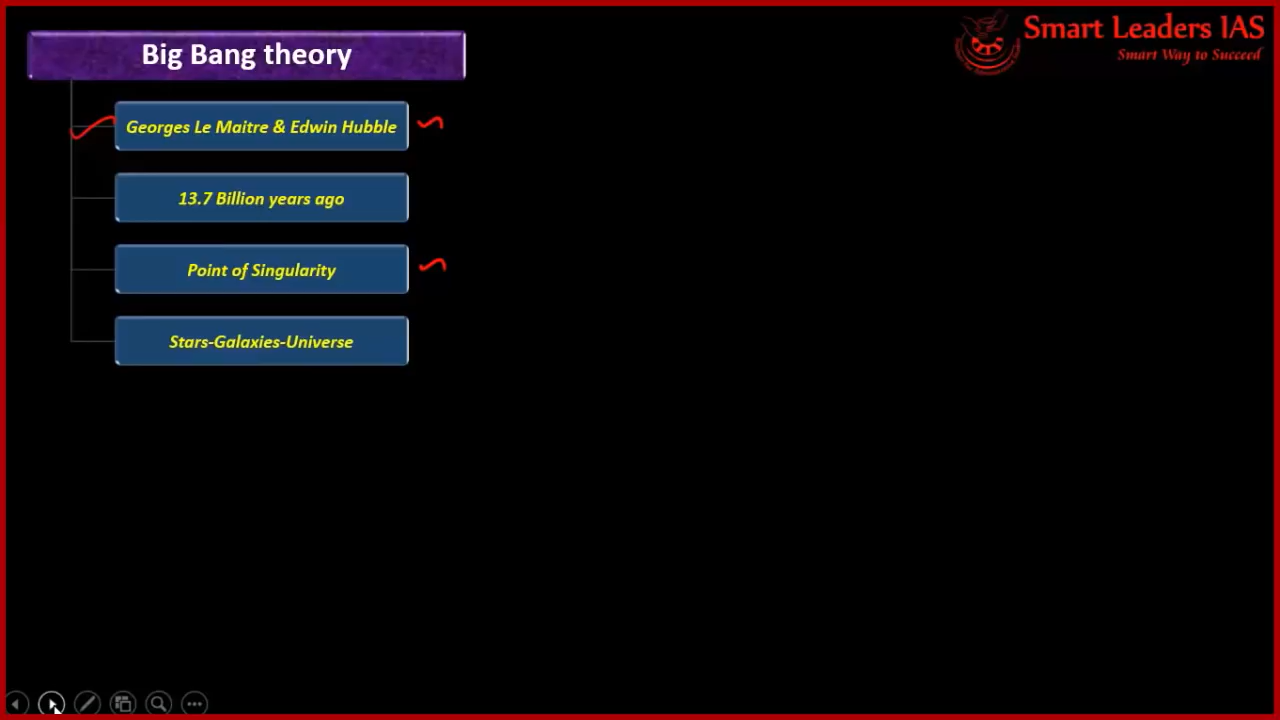 Big Bang theory
Smart Leaders IAS
Smart Way to Succeed
Georges Le Maitre & Edwin Hubble
13.7 Billion years ago
Point of Singularity
Stars-Galaxies-Universe